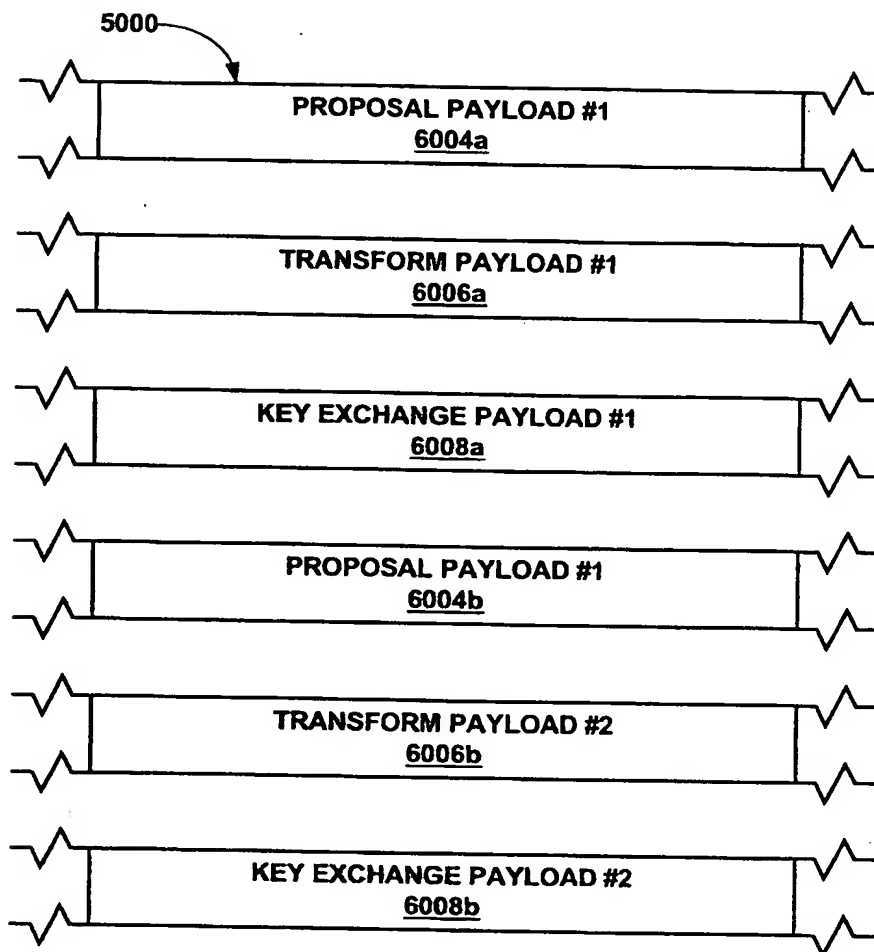 5000
PROPOSAL PAYLOAD #1
6004a
TRANSFORM PAYLOAD #1
6006a
KEY EXCHANGE PAYLOAD #1
6008a
PROPOSAL PAYLOAD #1
6004b
TRANSFORM PAYLOAD #2
6006b
KEY EXCHANGE PAYLOAD #2
6008b